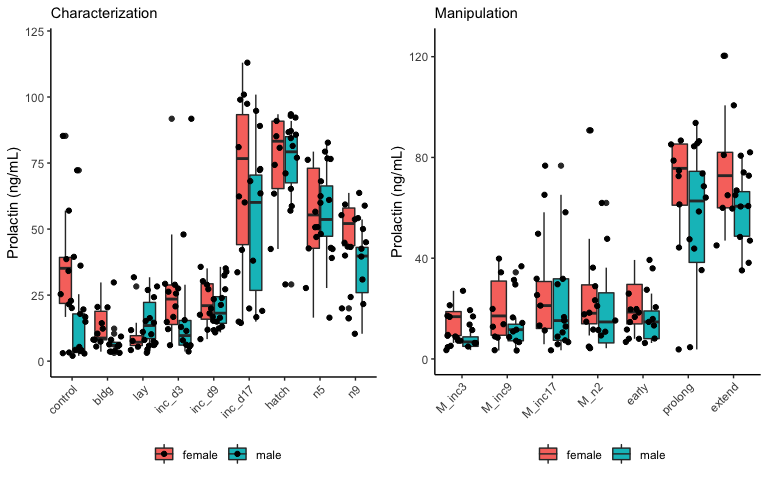 Characterization
Prolactin (ng/mL)
125
100
75
50
25
0
control
bldg
lay
inc_d3
inc_d9
inc_d17
hatch
n5
n9
female
male
Manipulation
Prolactin (ng/mL)
120
80
40
0
M_inc3
M_inc9
M_inc17
M_n2
early
prolong
extend
female
male